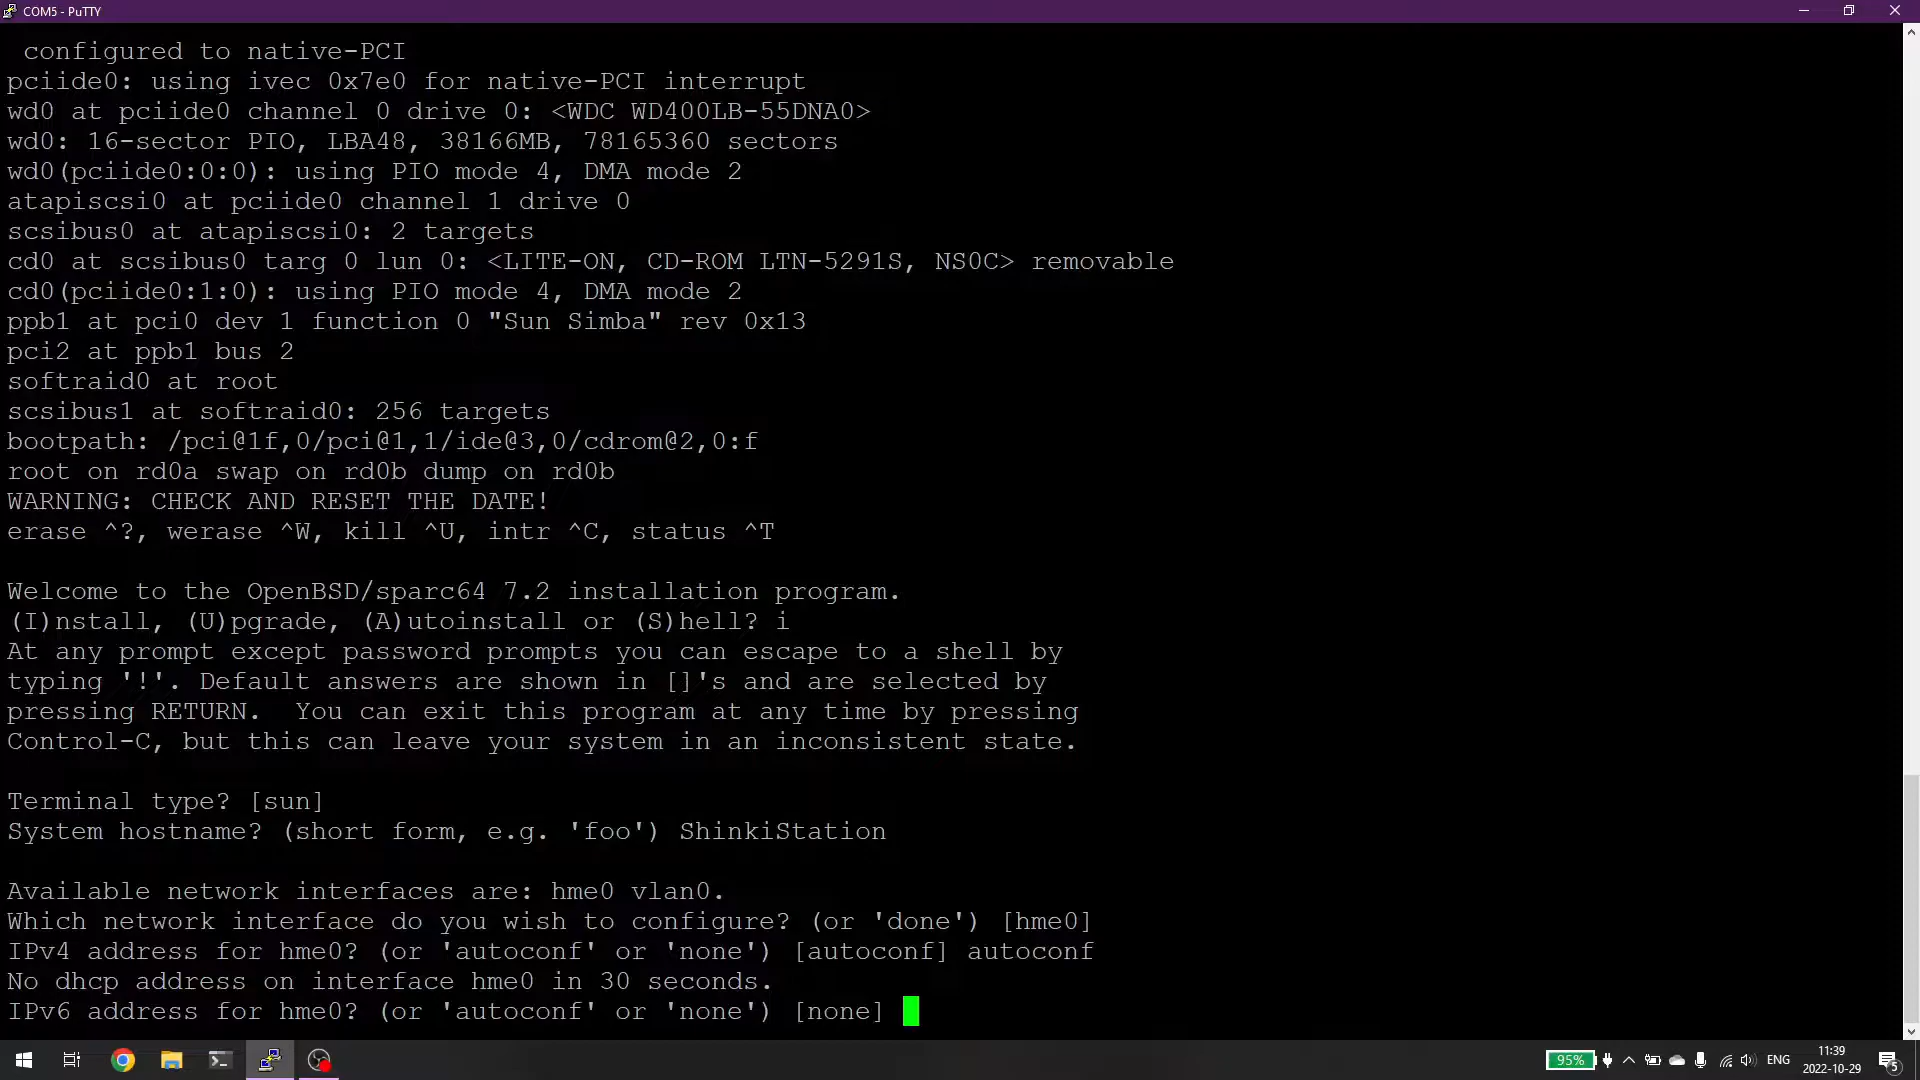 COM5 - PuTTY
configured to native-PCI
pciide0: using ivec 0x7e0 for native-PCI interrupt
wd0 at pciide0 channel 0 drive 0: <WDC WD400LB-55DNA0>
wd0: 16-sector PIO, LBA48, 38166MB, 78165360 sectors
wd0(pciide0:0:0): using PIO mode 4, DMA mode 2
atapiscsi0 at pciide0 channel 1 drive 0
scsibus0 at atapiscsi0: 2 targets
cd0 at scsibus0 targ 0 lun 0: <LITE-ON, CD-ROM LTN-5291S, NS0C> removable
cd0(pciide0:1:0): using PIO mode 4, DMA mode 2
ppb1 at pci0 dev 1 function 0 "Sun Simba" rev 0x13
pci2 at ppb1 bus 2
softraid0 at root
scsibus1 at softraid0: 256 targets
bootpath: /pci@1f,0/pci@1,1/ide@3,0/cdrom@2,0:f
root on rd0a swap on rd0b dump on rd0b
WARNING: CHECK AND RESET THE DATE!
erase ^?, werase ^W, kill ^U, intr ^C, status ^T
Welcome to the OpenBSD/sparc64 7.2 installation program.
(I)nstall, (U)pgrade, (A)utoinstall or (S)hell? i
At any prompt except password prompts you can escape to a shell by
typing '!'. Default answers are shown in []'s and are selected by
pressing RETURN.  You can exit this program at any time by pressing
Control-C, but this can leave your system in an inconsistent state.
Terminal type? [sun]
System hostname? (short form, e.g. 'foo') ShinkiStation
Available network interfaces are: hme0 vlan0.
Which network interface do you wish to configure? (or 'done') [hme0]
IPv4 address for hme0? (or 'autoconf' or 'none') [autoconf] autoconf
No dhcp address on interface hme0 in 30 seconds.
IPv6 address for hme0? (or 'autoconf' or 'none') [none]
95%
ENG
11:39
2022-10-29
5